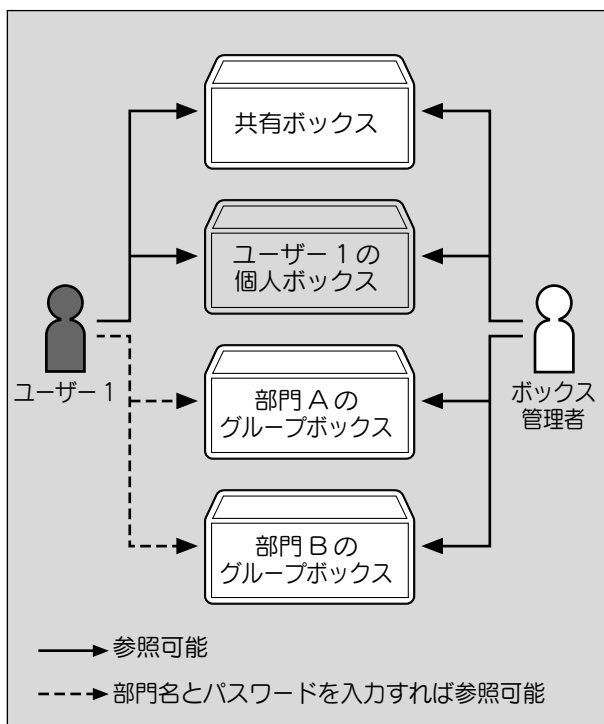 共有ボックス
ユーザー1の
個人ボックス
部門Aの
グループボックス
部門Bの
グループボックス
ユーザー1
ボックス
管理者
参照可能
部門名とパスワードを入力すれば参照可能